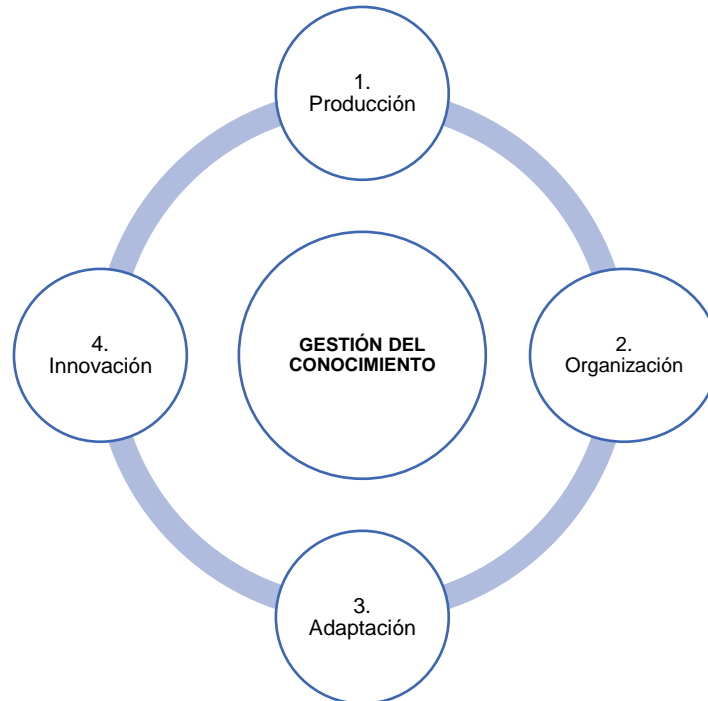 1.
Producción
2.
Organización
3.
Adaptación
4.
Innovación
GESTIÓN DEL
CONOCIMIENTO